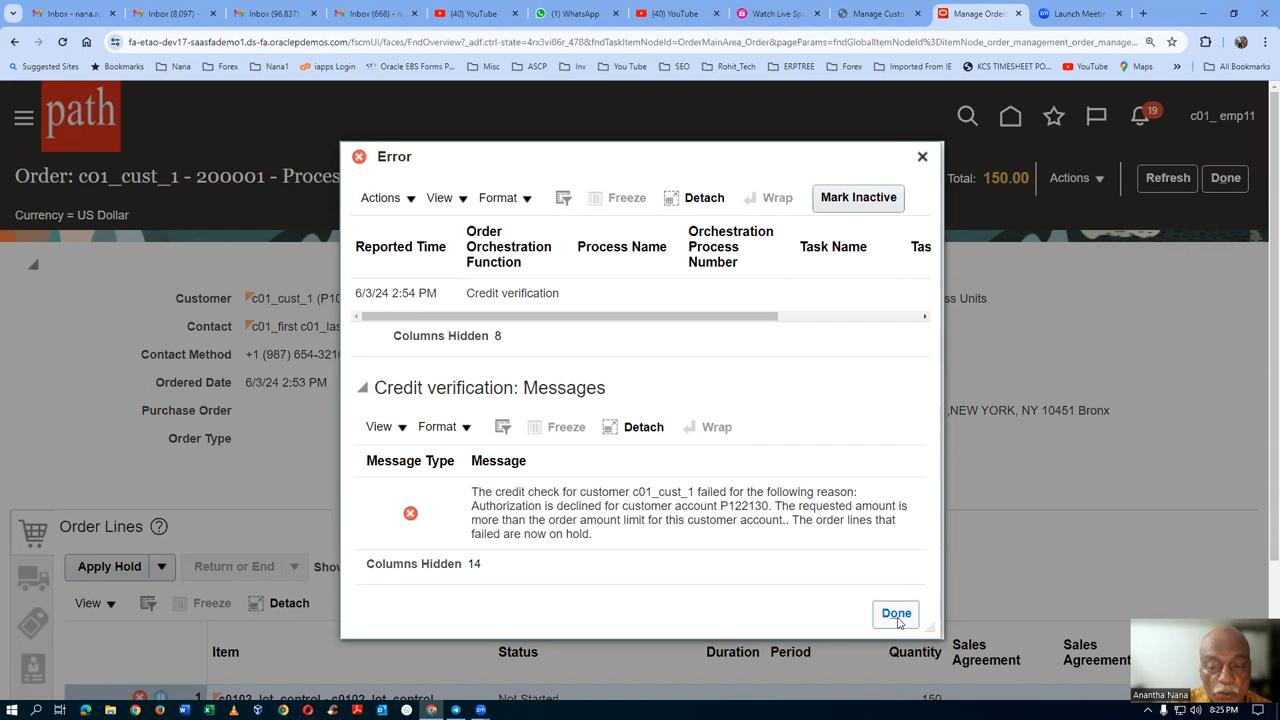 Inbox - nana.a
Inbox (8,097)
Inbox (96,837)
Inbox (666) - n
(40) YouTube
(1) WhatsApp
(40) YouTube
Watch Live Sp
Manage Custo
Manage Order
Launch Meetin
fa-etao-dev17-saasfademo1.ds-fa.oraclepdemos.com/fscmUI/faces/FndOverview?_adf.ctrl-state=4rx3vi86r_478&fndTaskItemNodeId=OrderMainArea_Order&pageParams=fndGlobalItemNodeId%3DitemNode_order_management_order_manage...
Suggested Sites
Bookmarks
Nana
Forex
Nana1
iapps Login
Oracle EBS Forms P...
Misc
ASCP
Inv
You Tube
SEO
Rohit_Tech
ERPTREE
Forex
Imported From IE
KCS TIMESHEET PO...
YouTube
Maps
All Bookmarks
path
19
c01_ emp11
Order: c01_cust_1 - 200001 - Proces
Total: 150.00
Actions
Refresh
Done
Currency = US Dollar
Customer c01_cust_1 (P10
Contact c01_first c01_las
Contact Method +1 (987) 654-3210
Ordered Date 6/3/24 2:53 PM
Purchase Order
Order Type
ss Units
,NEW YORK, NY 10451 Bronx
Error
Actions View Format Freeze Detach Wrap Mark Inactive
Reported Time
Order Orchestration Function
Process Name
Orchestration Process Number
Task Name
Tas
6/3/24 2:54 PM Credit verification
Columns Hidden 8
Credit verification: Messages
View Format Freeze Detach Wrap
Message Type Message
The credit check for customer c01_cust_1 failed for the following reason:
Authorization is declined for customer account P122130. The requested amount is
more than the order amount limit for this customer account.. The order lines that
failed are now on hold.
Columns Hidden 14
Done
Order Lines
Apply Hold
Return or End
Shov
View Freeze Detach
Item Status Duration Period Quantity
Sales Agreement
Sales Agreement
1 c0102_lot_control - c0102_lot_control Not Started 150
Anantha Nana
8:25 PM